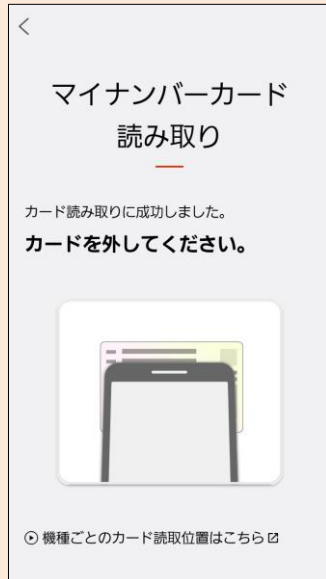 マイナンバーカード
読み取り
カード読み取りに成功しました。
カードを外してください。
機種ごとのカード読取位置はこちら